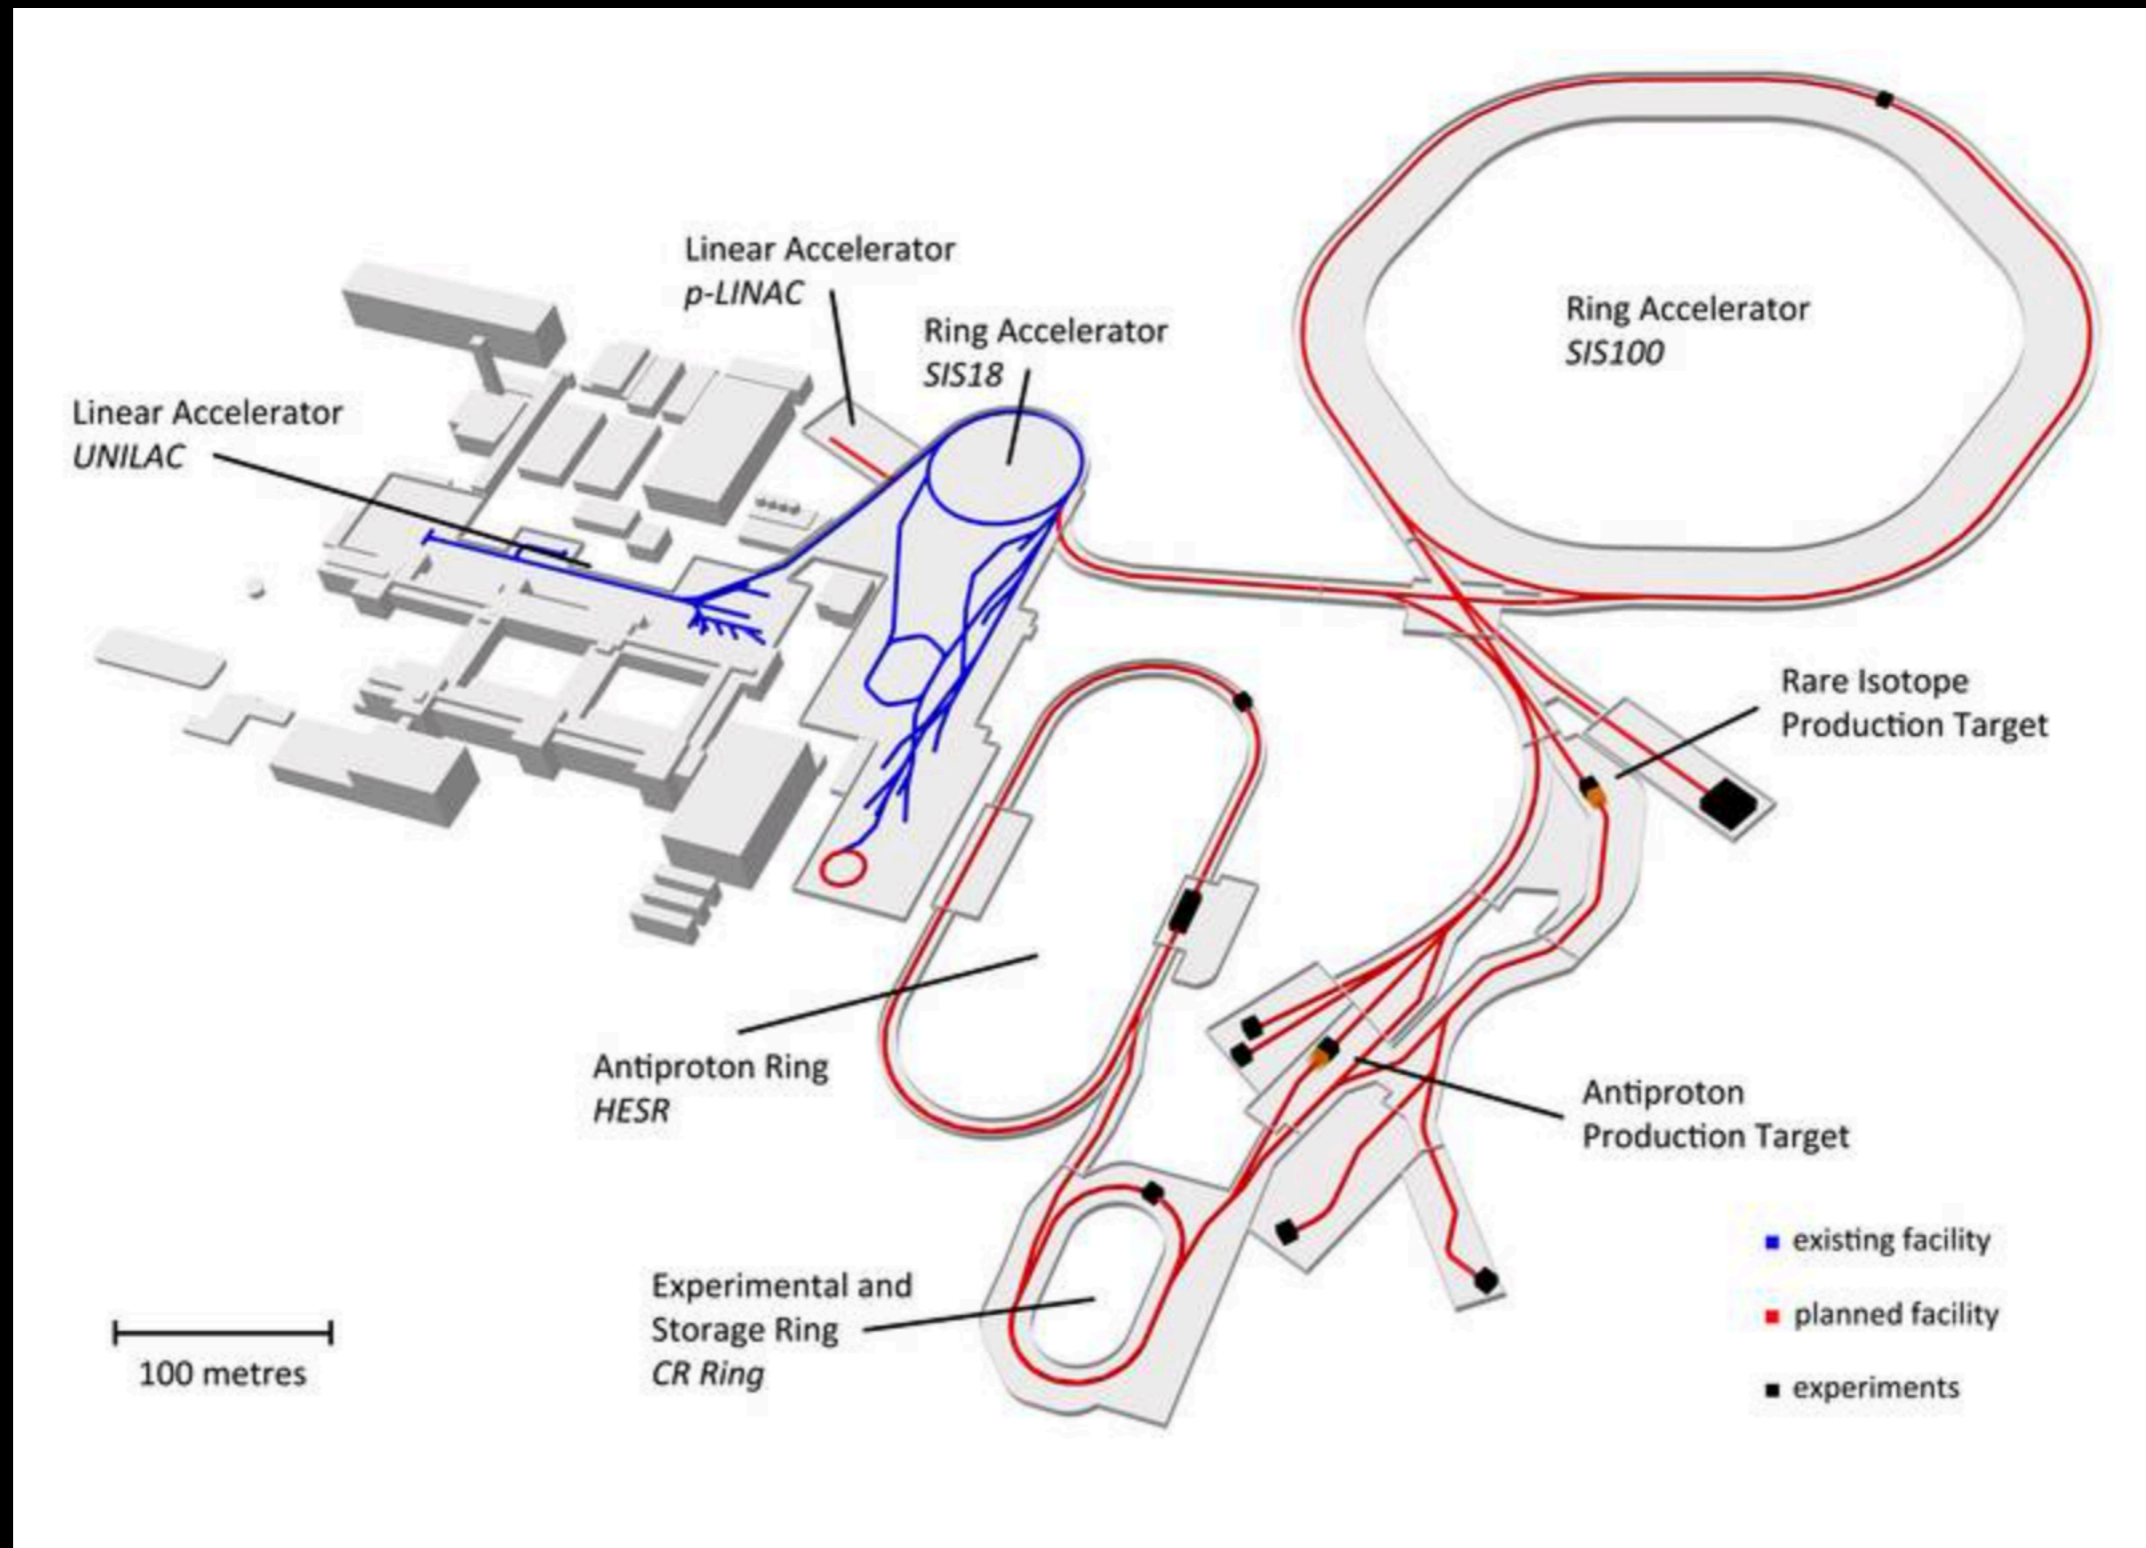 Linear Accelerator
p-LINAC
Ring Accelerator
SIS18
Ring Accelerator
SIS100
Linear Accelerator
UNILAC
Rare Isotope
Production Target
Antiproton Ring
HESR
Antiproton
Production Target
Experimental and
Storage Ring
CR Ring
existing facility
planned facility
experiments
100 metres